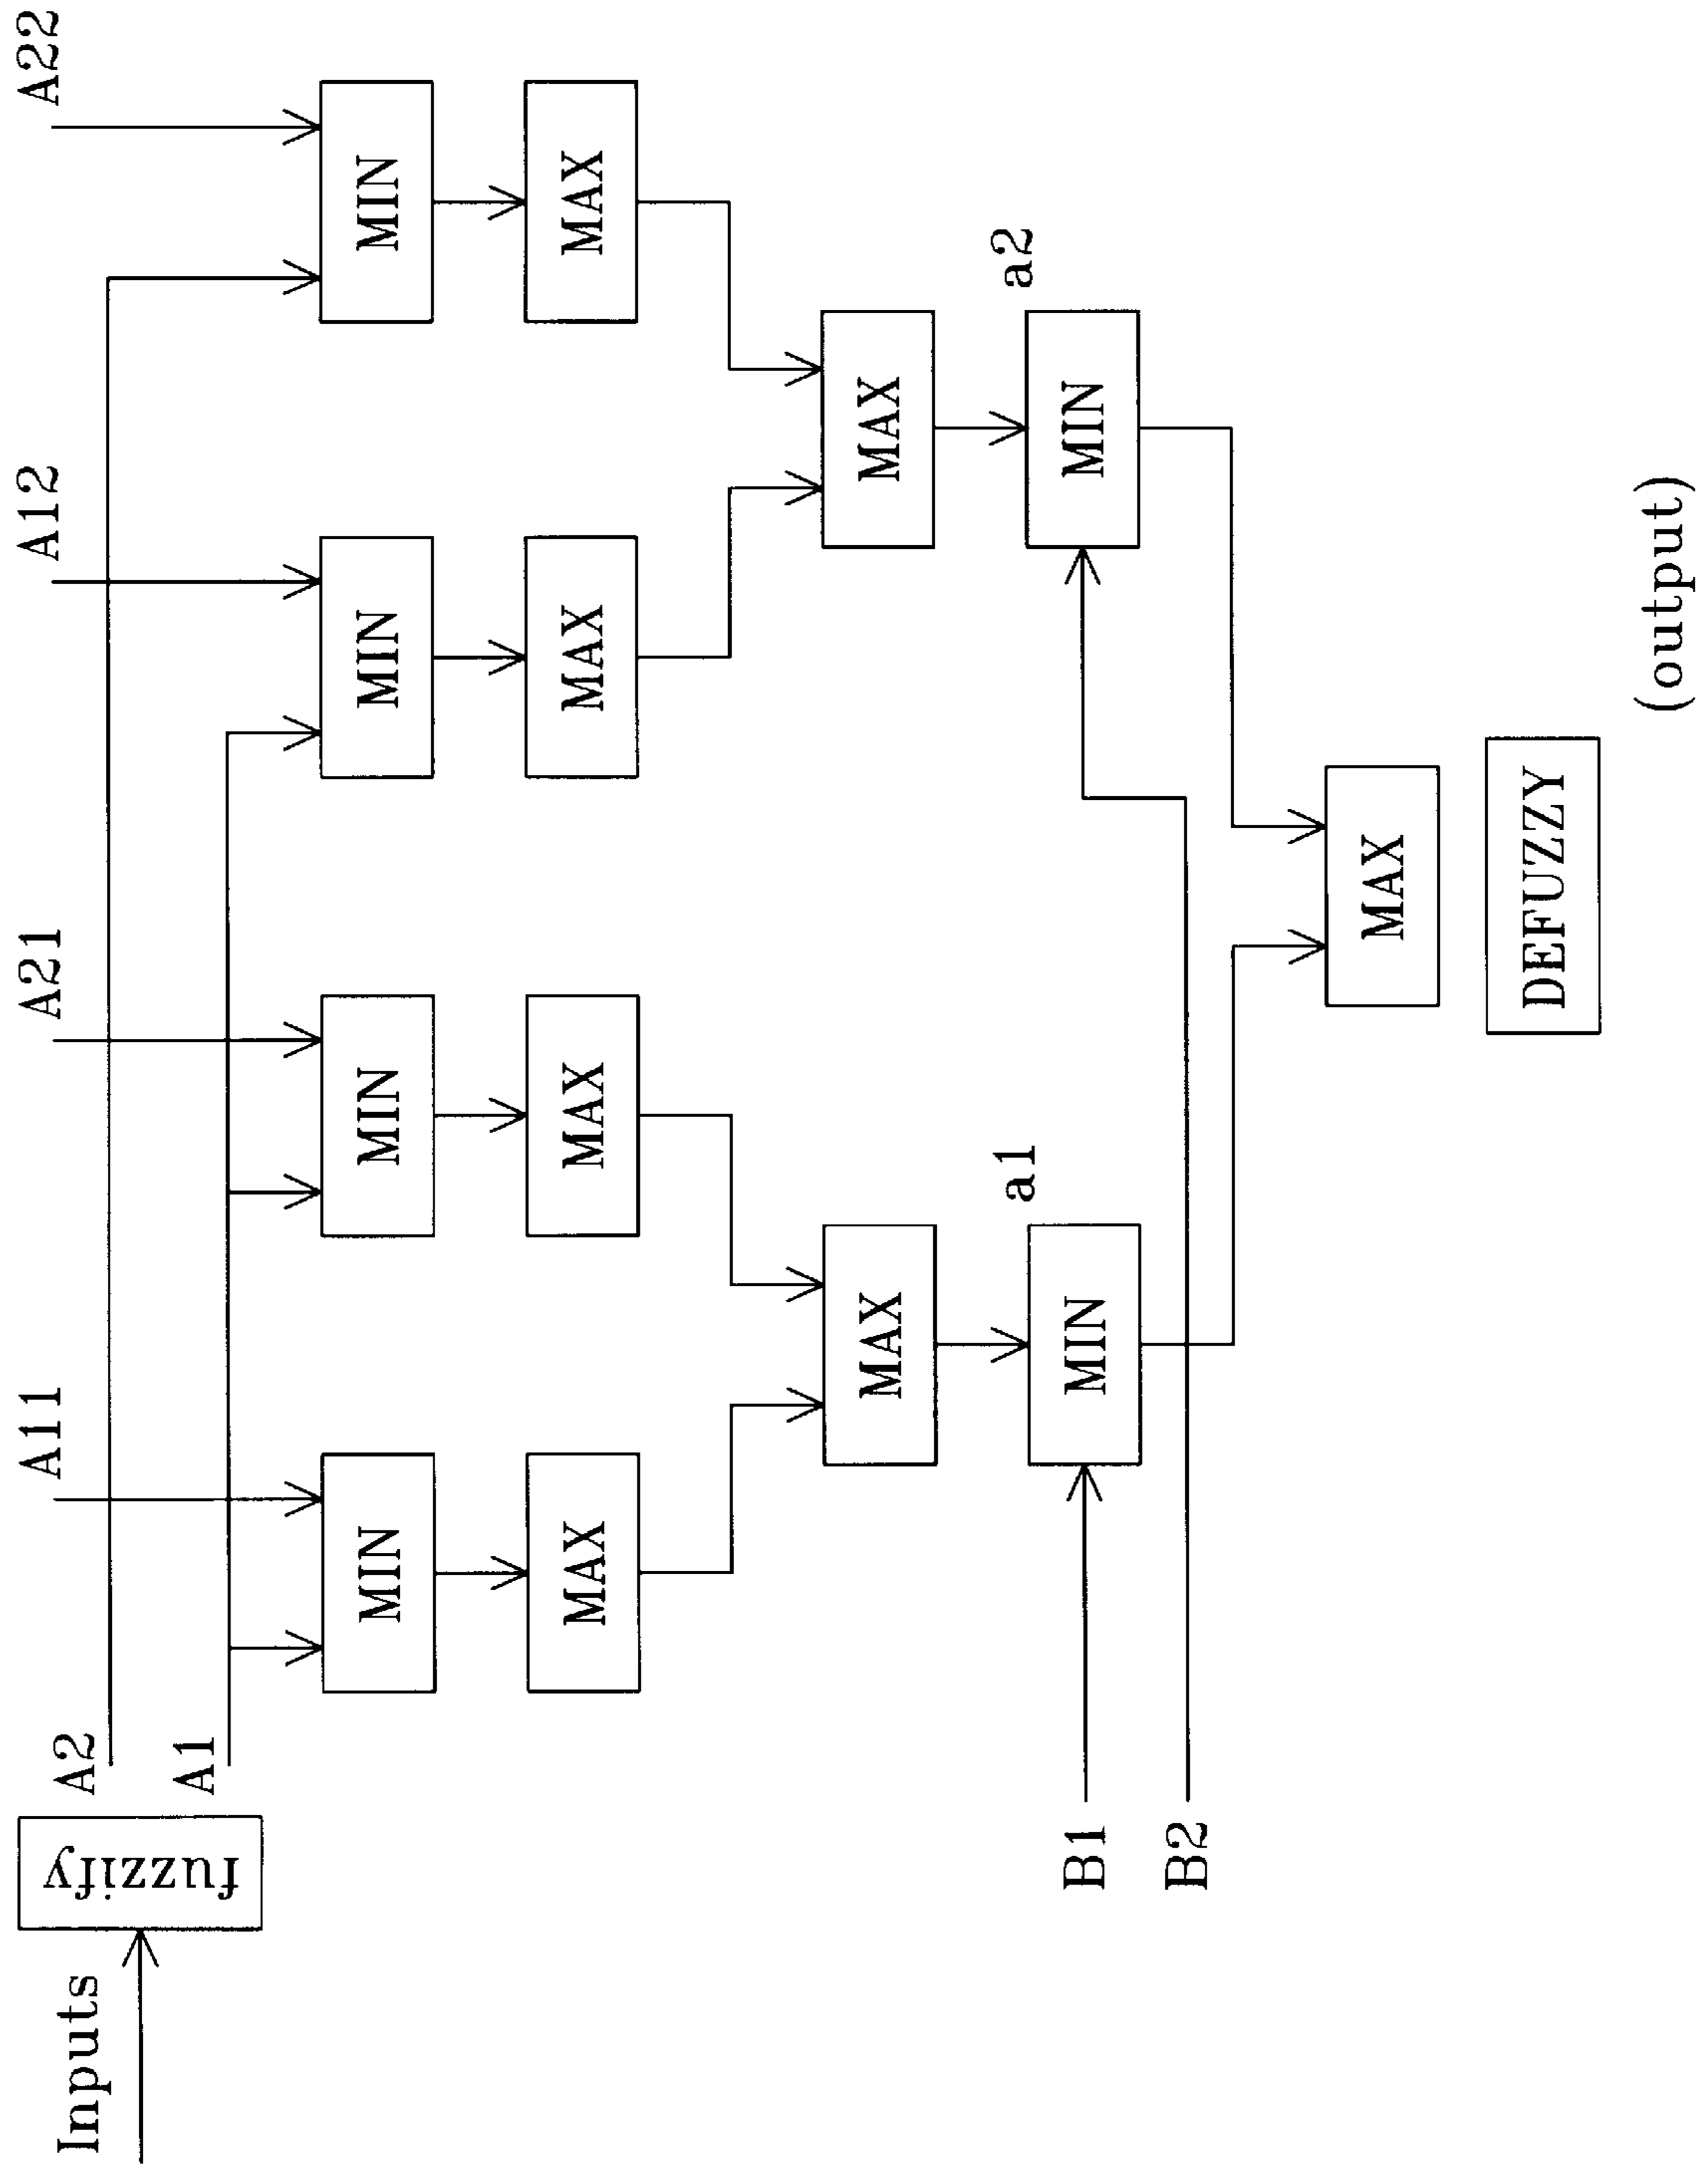 A11
A21
A12
A22
Inputs
fuzzify
A2
A1
MIN
MIN
MIN
MIN
MAX
MAX
MAX
MAX
MAX
MAX
a1
a2
B1
MIN
MIN
B2
MAX
DEFUZZY
(output)